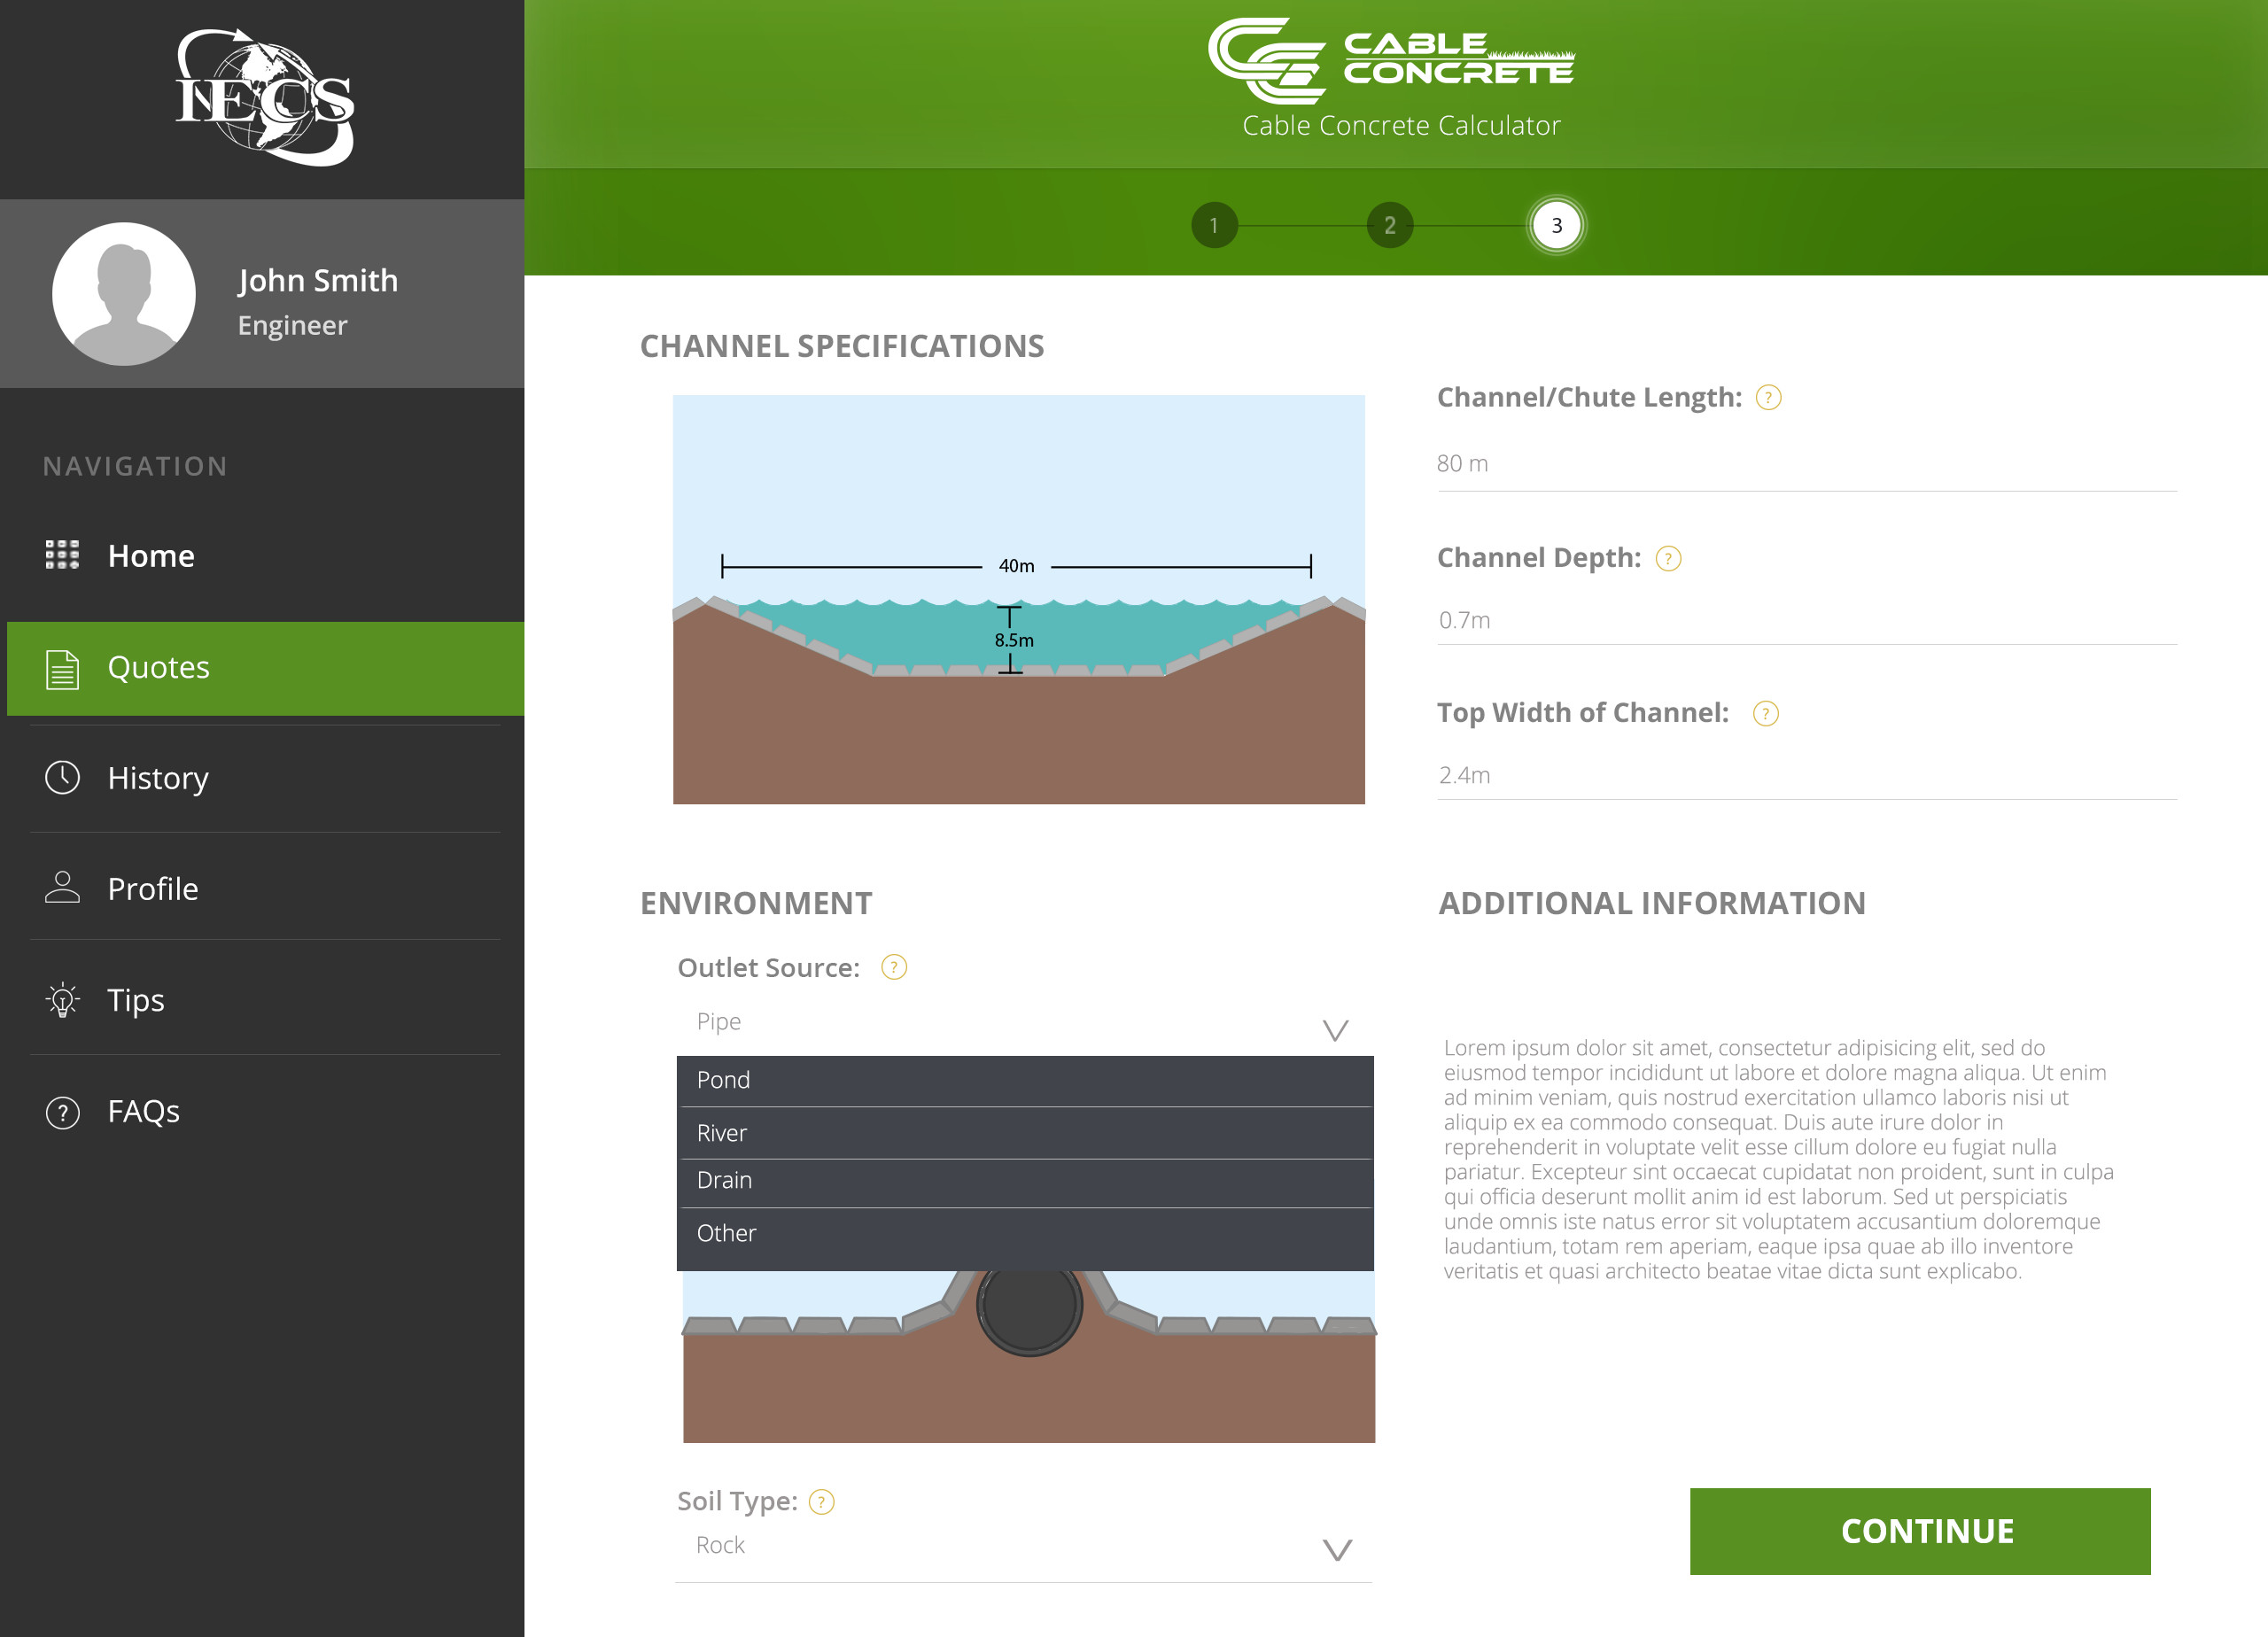 IECS
CABLE
CONCRETE
Cable Concrete Calculator
1
2
3
John Smith
Engineer
NAVIGATION
Home
Quotes
History
Profile
Tips
? FAQs
CHANNEL SPECIFICATIONS
40m
8.5m
Channel/Chute Length: ?
80 m
Channel Depth: ?
0.7m
Top Width of Channel: ?
2.4m
ENVIRONMENT
Outlet Source: ?
Pipe
Pond
River
Drain
Other
Soil Type: ?
Rock
ADDITIONAL INFORMATION
Lorem ipsum dolor sit amet, consectetur adipisicing elit, sed do
eiusmod tempor incididunt ut labore et dolore magna aliqua. Ut enim
ad minim veniam, quis nostrud exercitation ullamco laboris nisi ut
aliquip ex ea commodo consequat. Duis aute irure dolor in
reprehenderit in voluptate velit esse cillum dolore eu fugiat nulla
pariatur. Excepteur sint occaecat cupidatat non proident, sunt in culpa
qui officia deserunt mollit anim id est laborum. Sed ut perspiciatis
unde omnis iste natus error sit voluptatem accusantium doloremque
laudantium, totam rem aperiam, eaque ipsa quae ab illo inventore
veritatis et quasi architecto beatae vitae dicta sunt explicabo.
CONTINUE